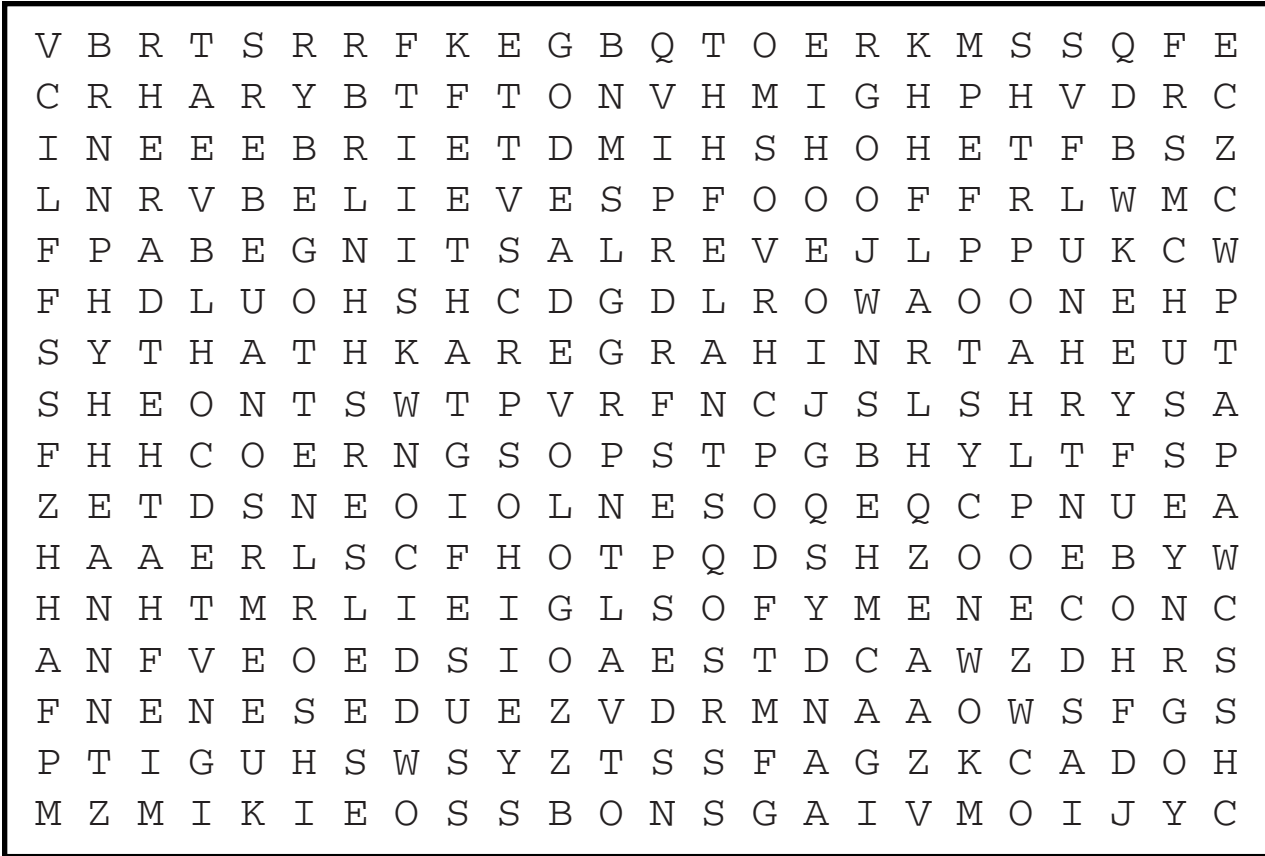 V B R T S R R F K E G B Q T O E R K M S S Q F E
C R H A R Y B T F T O N V H M I G H P H V D R C
I N E E E B R I E T D M I H S H O H E T F B S Z
L N R V B E L I E V E S P F O O O F F R L W M C
F P A B E G N I T S A L R E V E J L P P U K C W
F H D L U O H S H C D G D L R O W A O O N E H P
S Y T H A T H K A R E G R A H I N R T A H E U T
S H E O N T S W T P V R F N C J S L S H R Y S A
F H H C O E R N G S O P S T P G B H Y L T F S P
Z E T D S N E O I O L N E S O Q E Q C P N U E A
H A A E R L S C F H O T P Q D S H Z O O E B Y W
H N H T M R L I E I G L S O F Y M E N E C O N C
A N F V E O E D S I O A E S T D C A W Z D H R S
F N E N E S E D U E Z V D R M N A A O W S F G S
P T I G U H S W S Y Z T S S F A G Z K C A D O H
M Z M I K I E O S S B O N S G A I V M O I J Y C